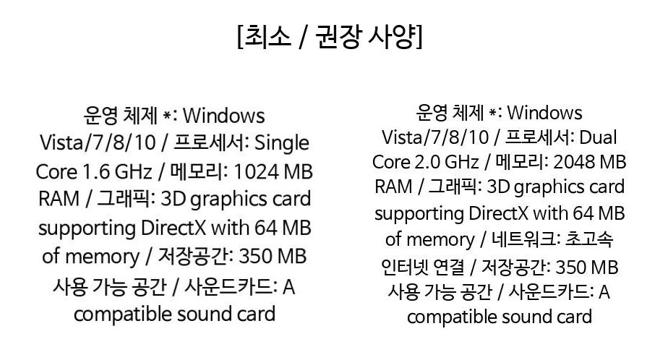 [최소 / 권장 사양]
운영 체제 *: Windows
Vista/7/8/10 / 프로세서: Single
Core 1.6 GHz / 메모리: 1024 MB
RAM / 그래픽: 3D graphics card
supporting DirectX with 64 MB
of memory / 저장공간: 350 MB
사용 가능 공간 / 사운드카드: A
compatible sound card
운영 체제 *: Windows
Vista/7/8/10 / 프로세서: Dual
Core 2.0 GHz / 메모리: 2048 MB
RAM / 그래픽: 3D graphics card
supporting DirectX with 64 MB
of memory / 네트워크: 초고속
인터넷 연결 / 저장공간: 350 MB
사용 가능 공간 / 사운드카드: A
compatible sound card